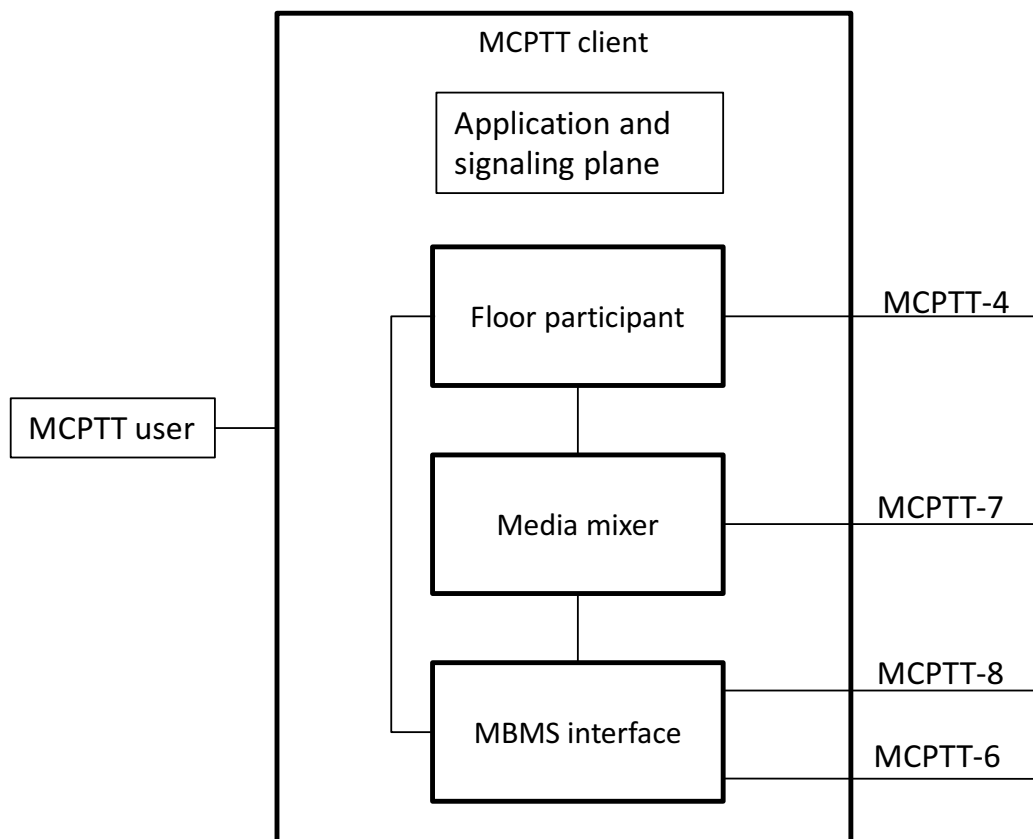 MCPTT client
Application and
signaling plane
Floor participant
MCPTT-4
MCPTT user
Media mixer
MCPTT-7
MCPTT-8
MBMS interface
MCPTT-6